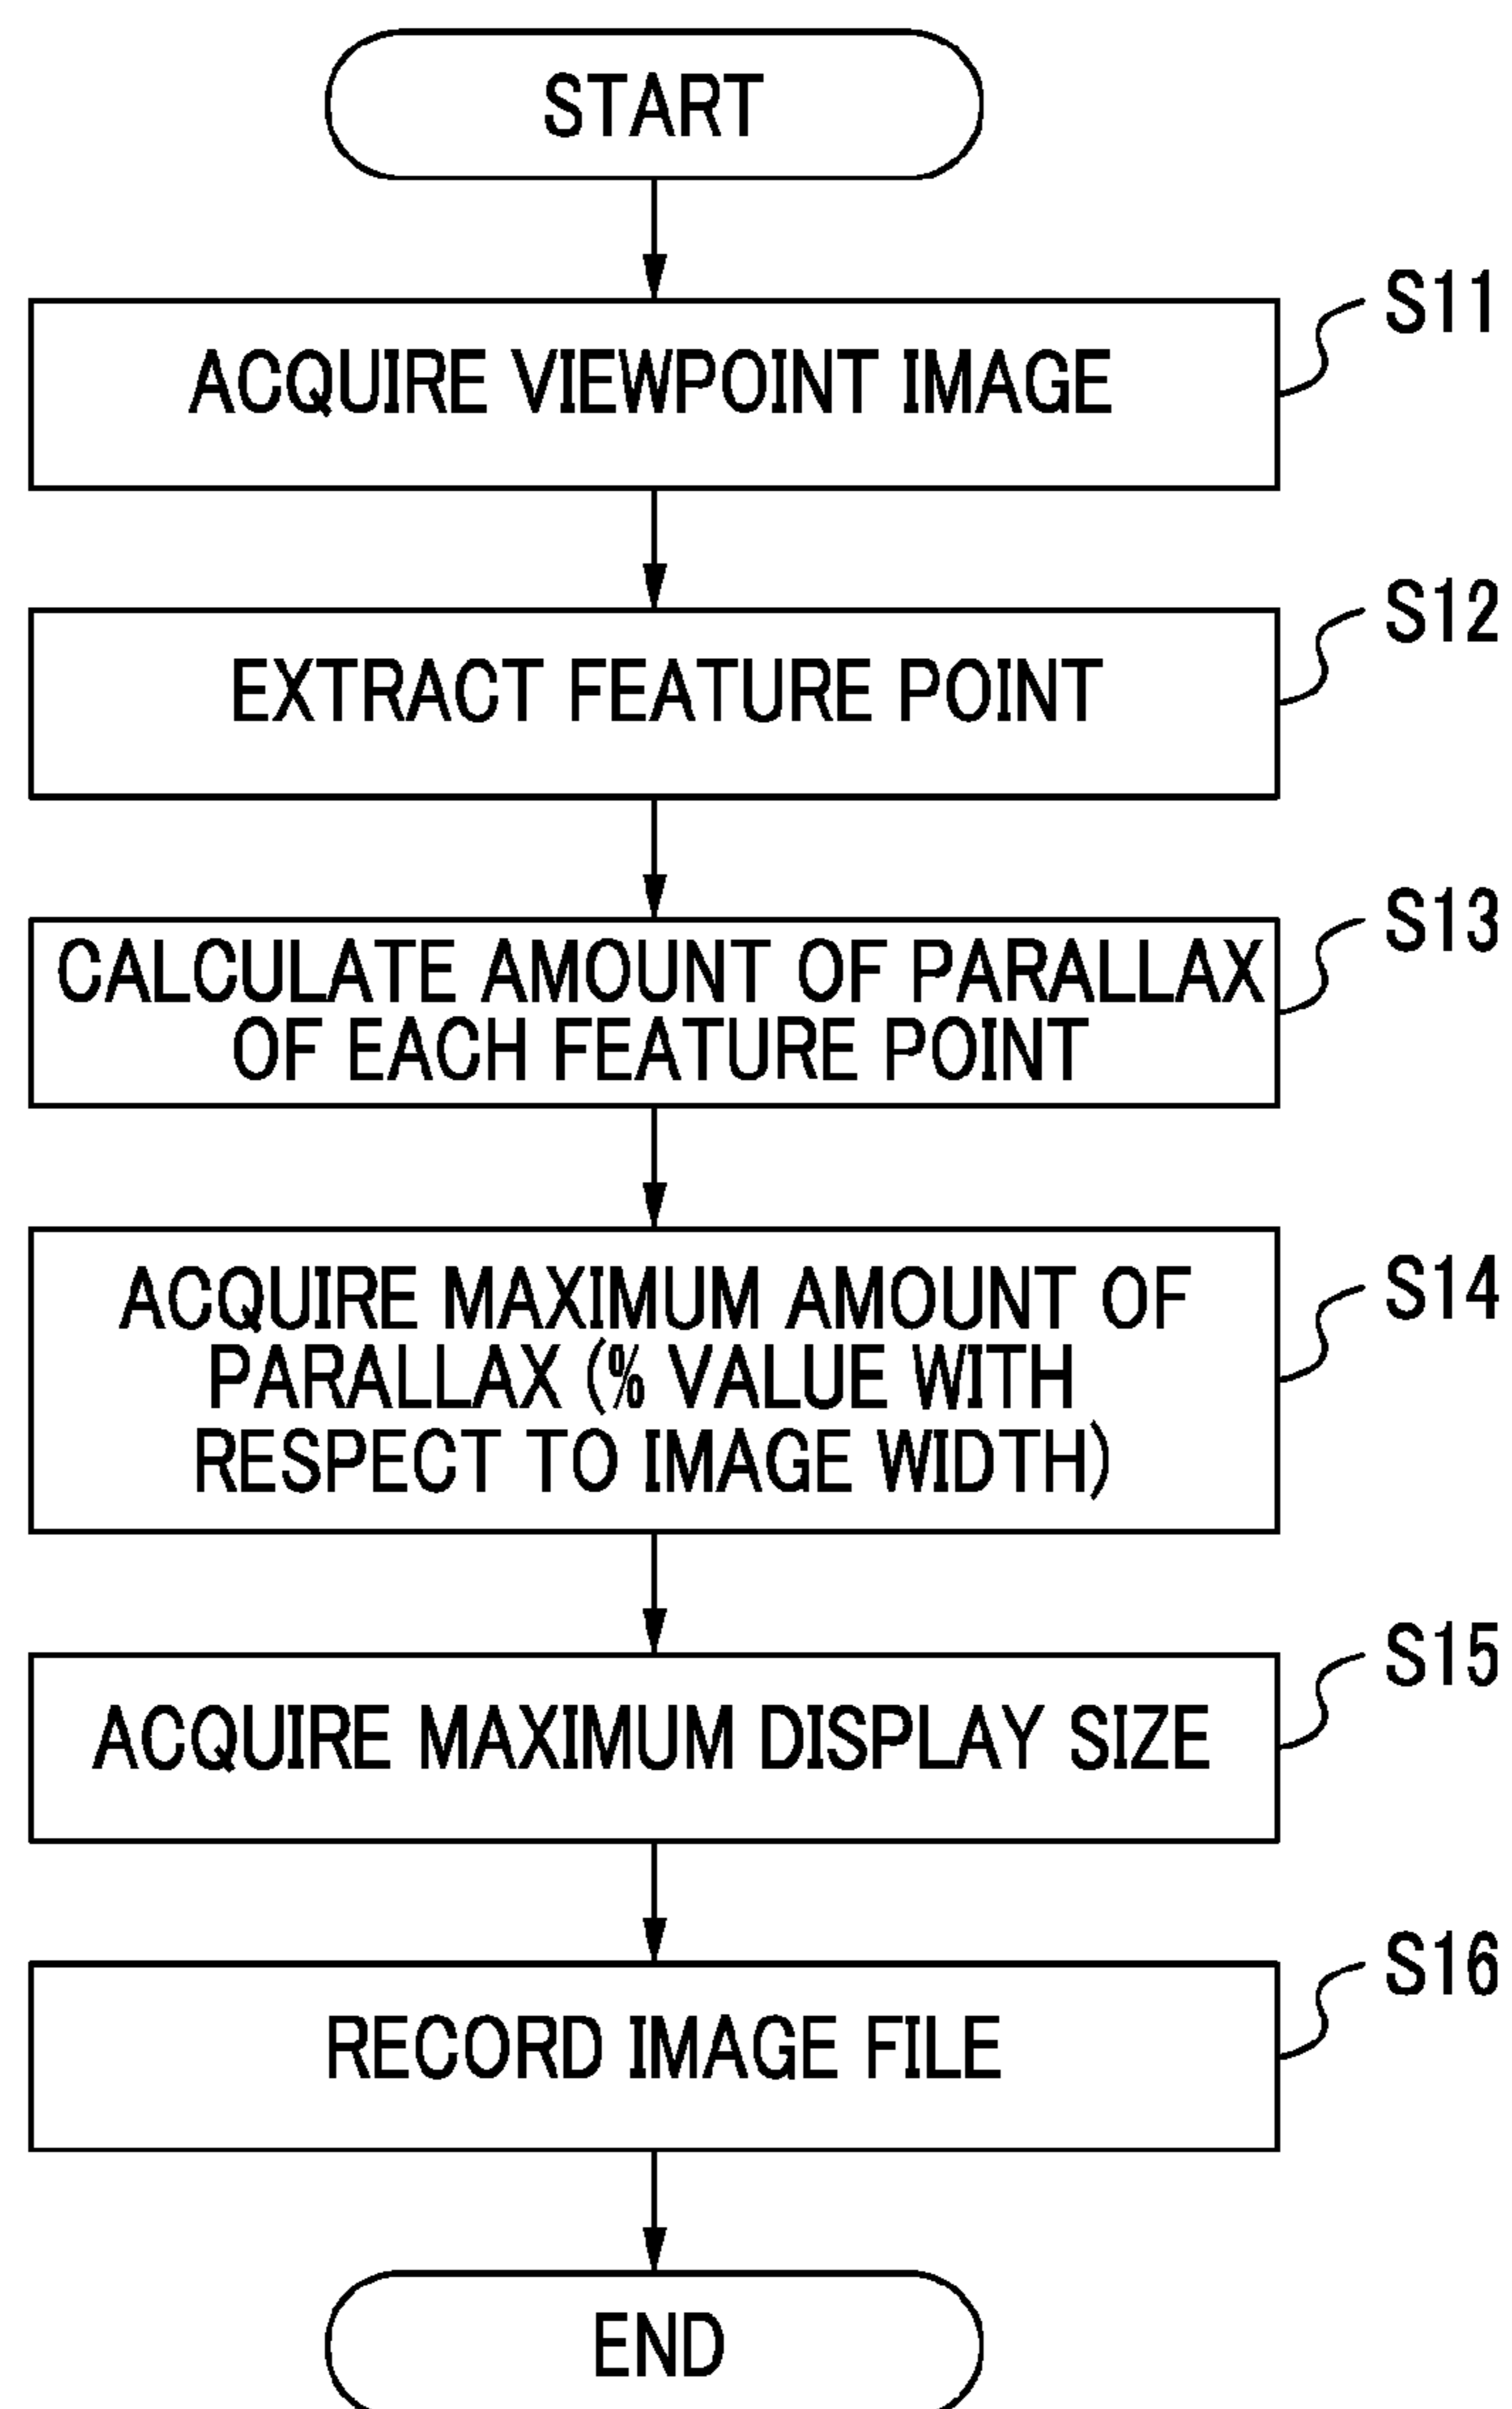 START
S11
ACQUIRE VIEWPOINT IMAGE
S12
EXTRACT FEATURE POINT
S13
CALCULATE AMOUNT OF PARALLAX
OF EACH FEATURE POINT
S14
ACQUIRE MAXIMUM AMOUNT OF
PARALLAX (% VALUE WITH
RESPECT TO IMAGE WIDTH)
S15
ACQUIRE MAXIMUM DISPLAY SIZE
S16
RECORD IMAGE FILE
END